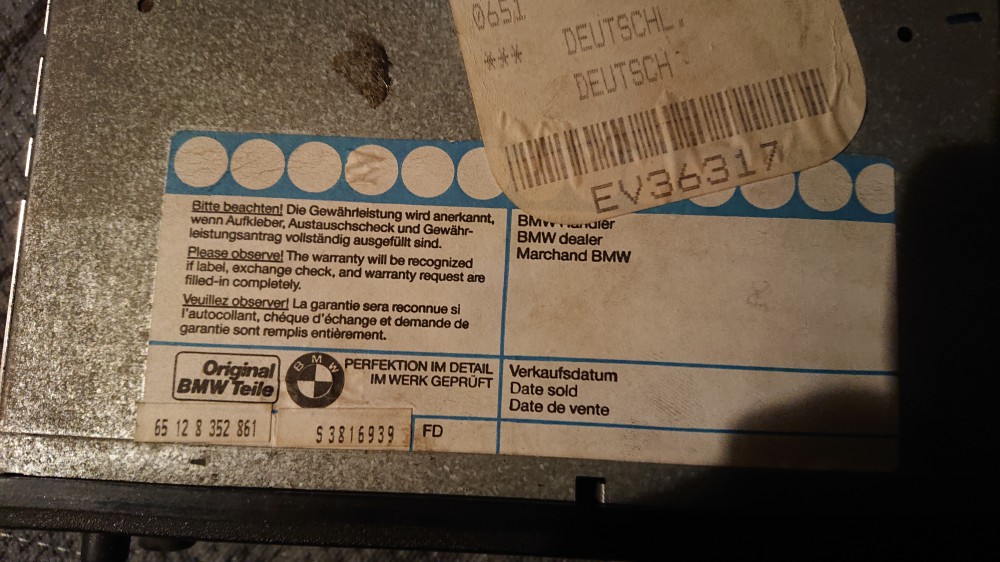 0651
*** DEUTSCHL.
DEUTSCH
EV36317
Bitte beachten! Die Gewährleistung wird anerkannt,
wenn Aufkleber, Austauschscheck und Gewähr-
leistungsantrag vollständig ausgefüllt sind.
Please observe! The warranty will be recognized
if label, exchange check, and warranty request are
filled-in completely.
Veuillez observer! La garantie sera reconnue si
l'autocollant, chéque d'échange et demande de
garantie sont remplis entièrement.
BMW Händler
BMW dealer
Marchand BMW
Original
BMW Teile
BMW
PERFEKTION IM DETAIL
IM WERK GEPRÜFT
Verkaufsdatum
Date sold
Date de vente
65 12 8 352 861
S3816939
FD